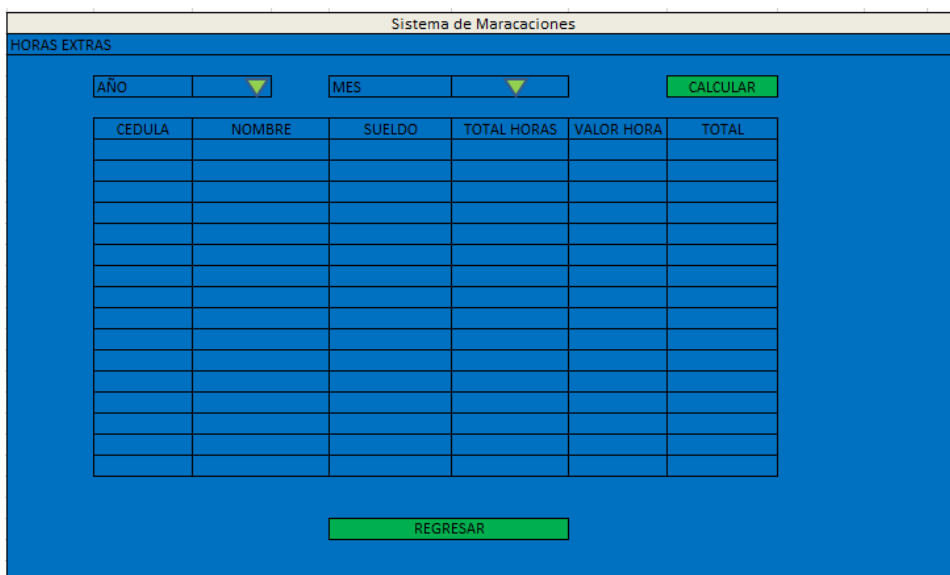 Sistema de Maracaciones
HORAS EXTRAS
AÑO MES CALCULAR
CEDULA NOMBRE SUELDO TOTAL HORAS VALOR HORA TOTAL
REGRESAR